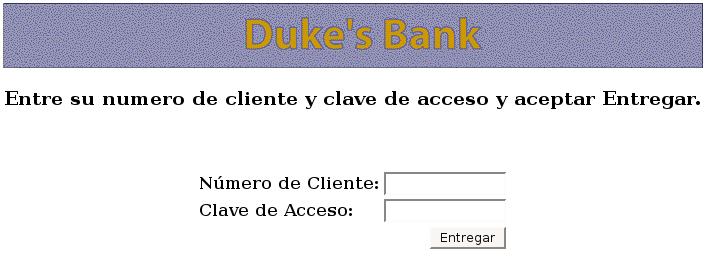 Duke's Bank
Entre su numero de cliente y clave de acceso y aceptar Entregar.
Número de Cliente:
Clave de Acceso:
Entregar